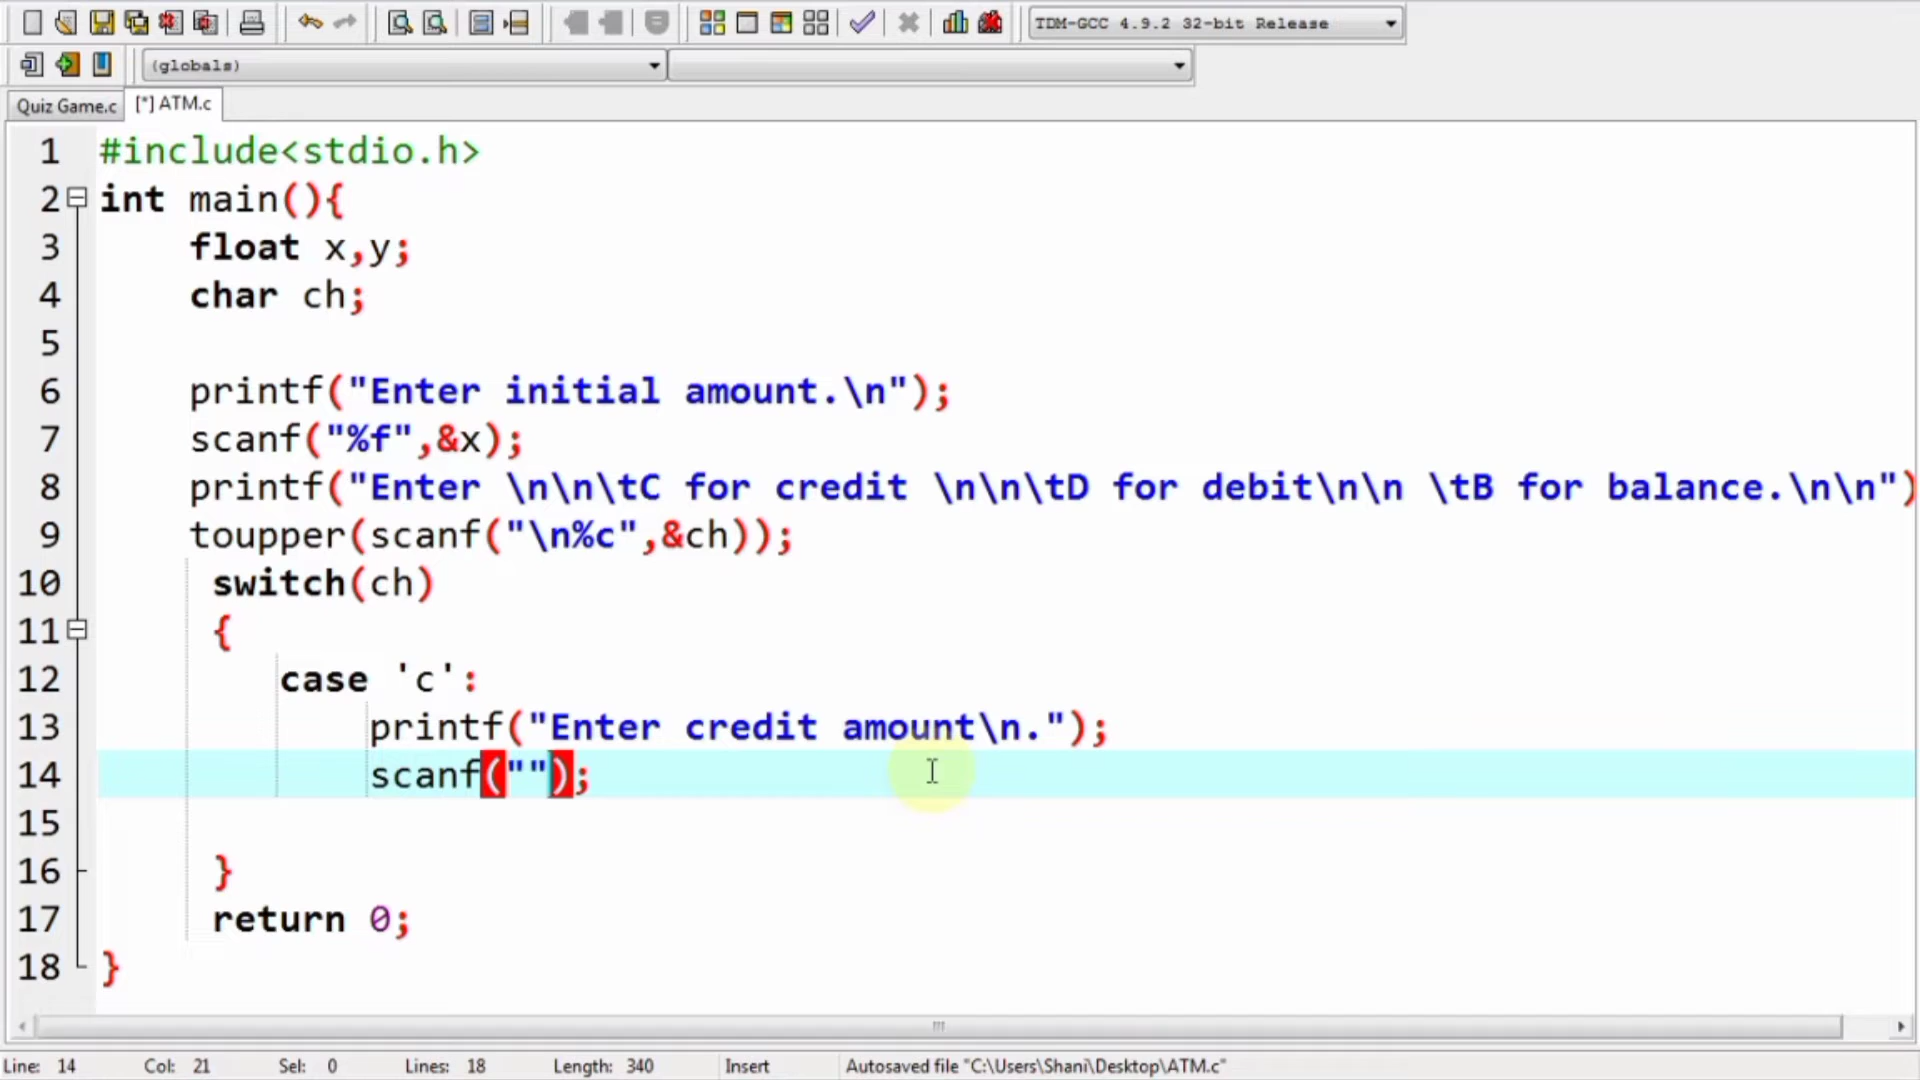 TDM-GCC 4.9.2 32-bit Release
(globals)
Quiz Game.c [*] ATM.c
1 #include<stdio.h>
2 int main(){
3 float x,y;
4 char ch;
5
6 printf("Enter initial amount.\n");
7 scanf("%f",&x);
8 printf("Enter \n\n\tC for credit \n\n\tD for debit\n\n \tB for balance.\n\n")
9 toupper(scanf("\n%c",&ch));
10 switch(ch)
11 {
12 case 'c':
13 printf("Enter credit amount\n.");
14 scanf("");
15
16 }
17 return 0;
18 }
Line: 14 Col: 21 Sel: 0 Lines: 18 Length: 340 Insert Autosaved file "C:\Users\Shani\Desktop\ATM.c"